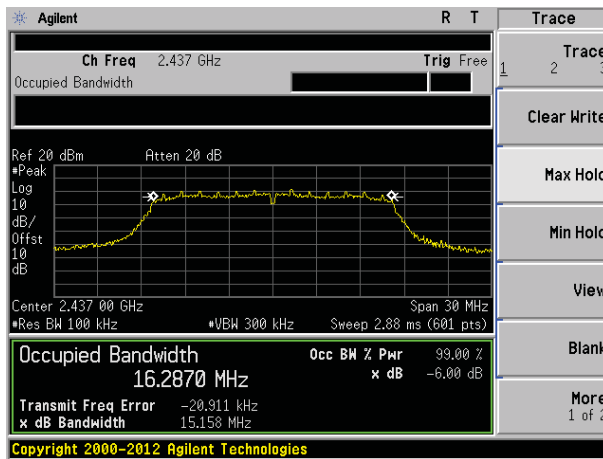 Agilent R T
Ch Freq 2.437 GHz Trig Free
Occupied Bandwidth
Ref 20 dBm Atten 20 dB
#Peak
Log
10
dB/
Offst
10
dB
Center 2.437 00 GHz Span 30 MHz
#Res BW 100 kHz #VBW 300 kHz Sweep 2.88 ms (601 pts)
Occupied Bandwidth Occ BW % Pwr 99.00 %
16.2870 MHz x dB -6.00 dB
Transmit Freq Error -20.911 kHz
x dB Bandwidth 15.158 MHz
Copyright 2000-2012 Agilent Technologies
Trace
Trace
1 2 3
Clear Write
Max Hold
Min Hold
View
Blank
More
1 of 2